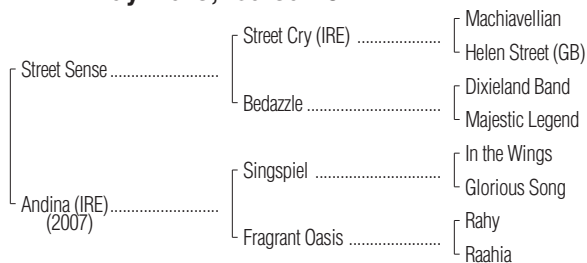 Machiavellian
Street Cry (IRE) ....................
Helen Street (GB)
Street Sense ..........................
Dixieland Band
Bedazzle ................................
Majestic Legend
In the Wings
Singspiel ................................
Glorious Song
Andina (IRE) ..........................
(2007)
Rahy
Fragrant Oasis ......................
Raahia